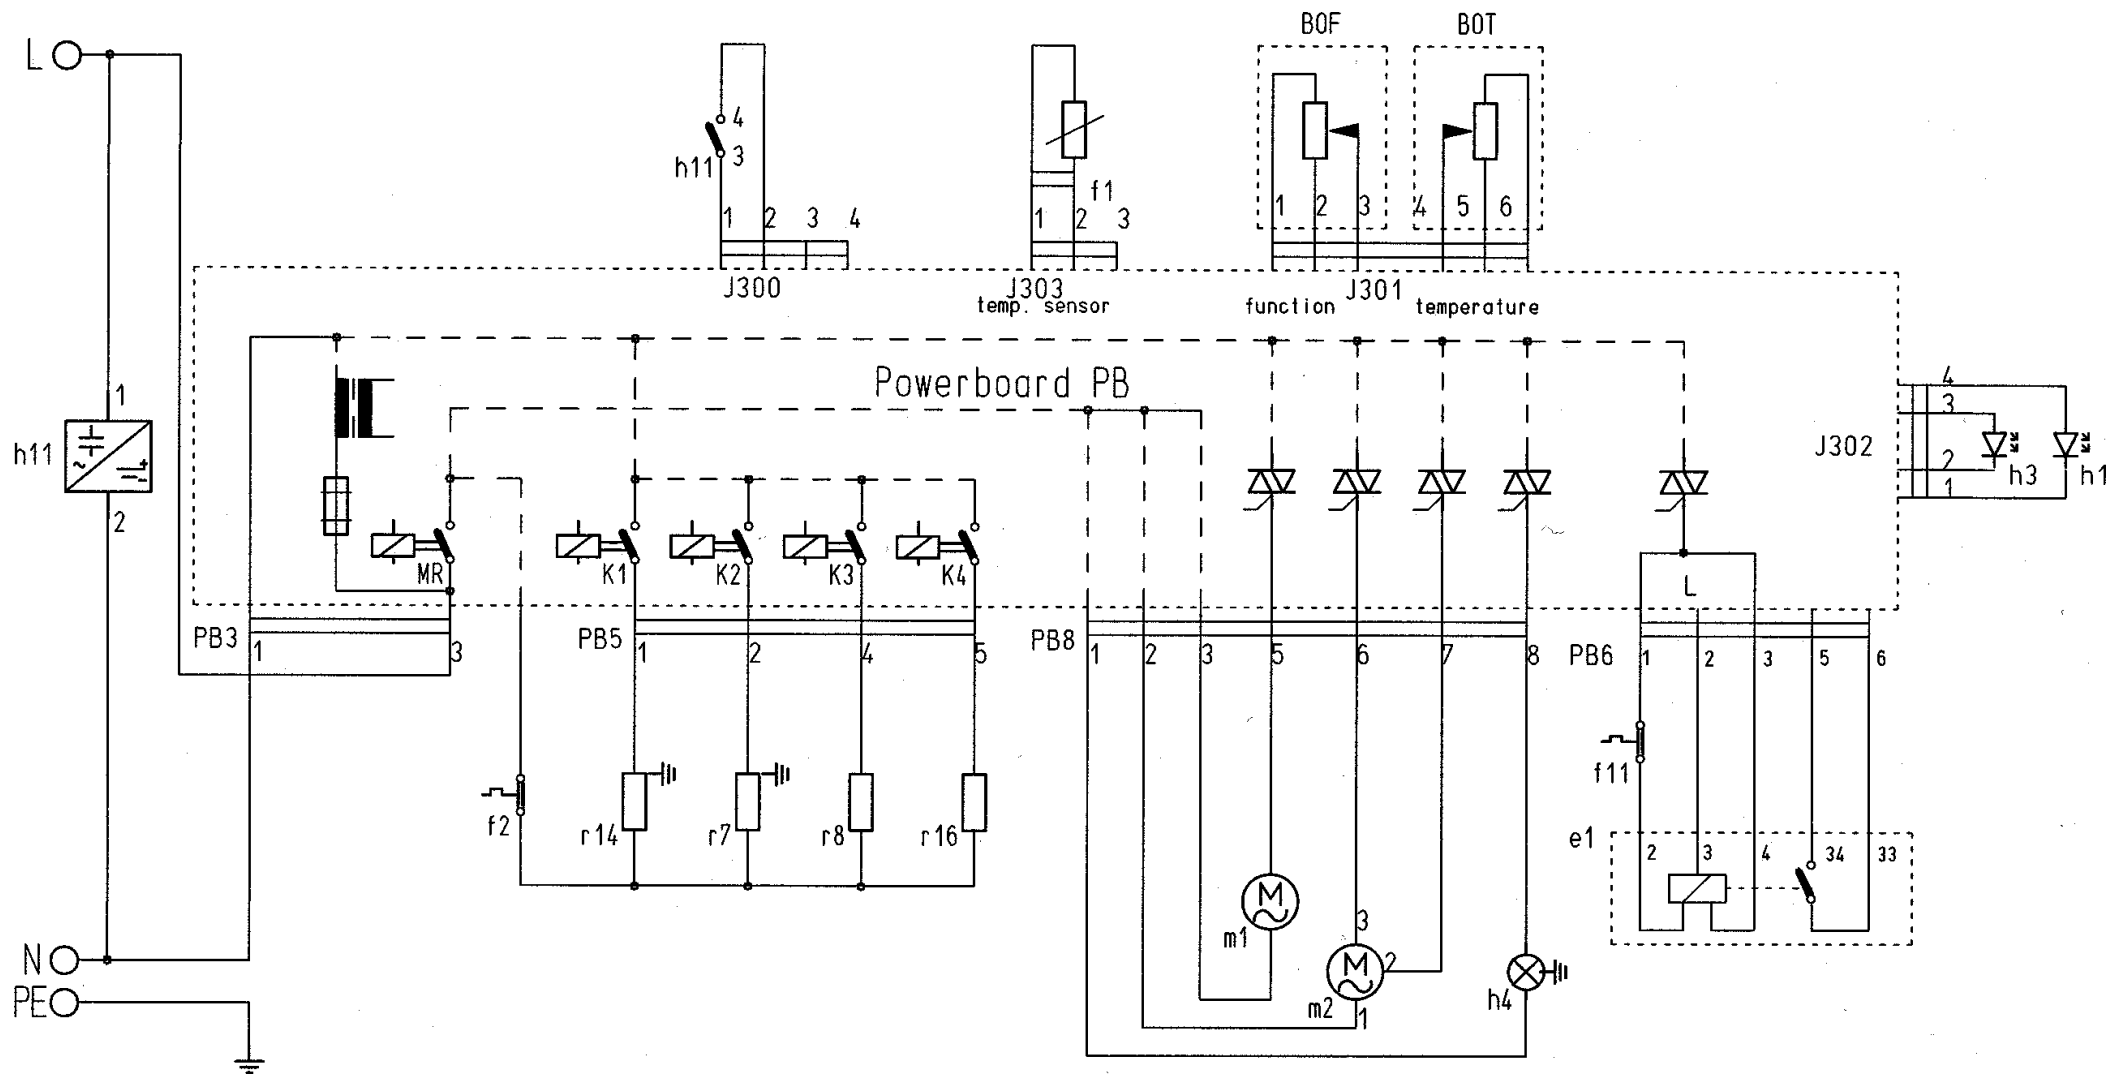 BOF BOT
L
4
3
h11
f1
1 2 3 4
1 2 3
1 2 3
4 5 6
J300
J303
temp. sensor
J301
function
temperature
Powerboard PB
1
h11
2
4
3
J302
2
1
h3
h1
MR
K1
K2
K3
K4
L
PB3
1
3
PB5
1
2
4
5
PB8
1
2
3
5
6
7
8
PB6
1
2
3
5
6
f11
f2
r14
r7
r8
r16
e1
2
3
4
34
33
M
m1
3
M
2
m2
1
h4
N
PE